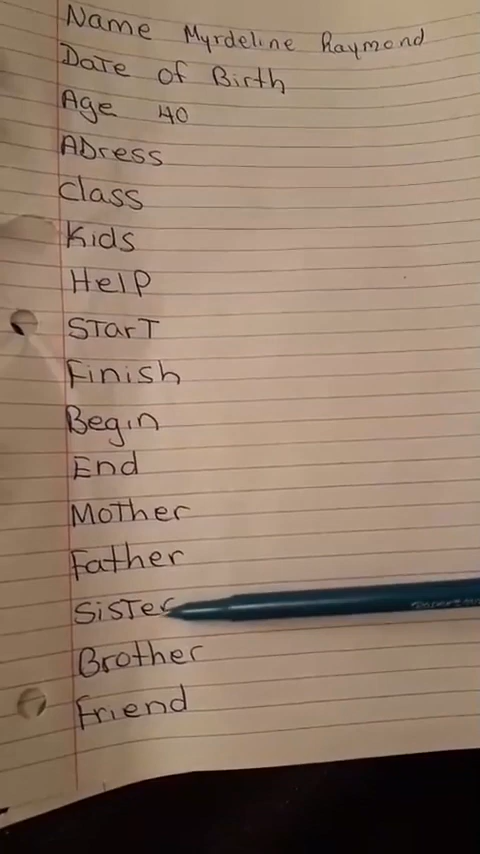 Name Myrdeline Raymond
Date of Birth
Age 40
ADress
class
Kids
Help
STarT
Finish
Begin
End
MoTher
Father
SisTer
Brother
Friend